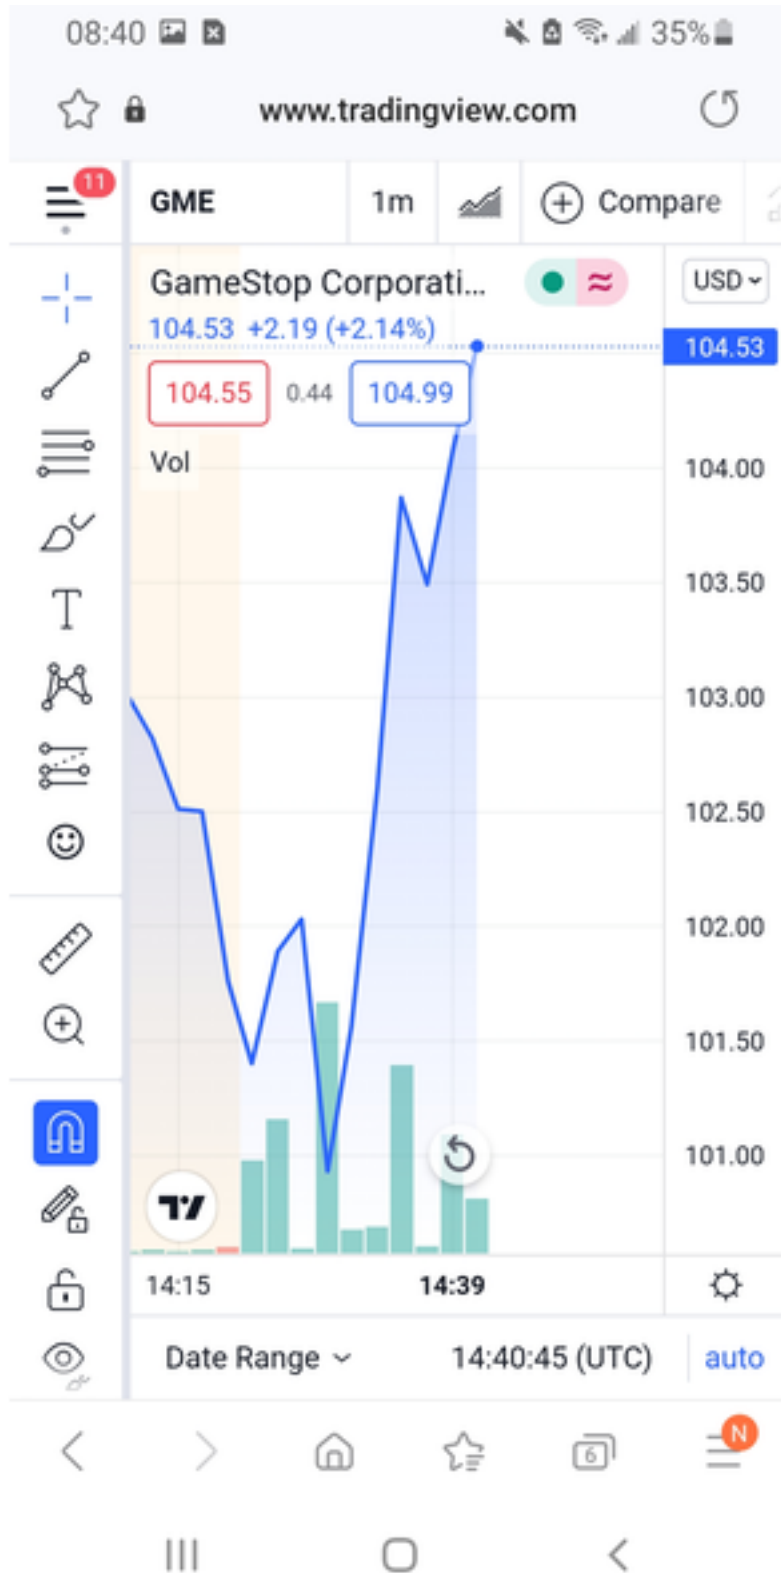 08:40 35%
www.tradingview.com
11
GME 1m Compare
GameStop Corporati... USD
104.53 +2.19 (+2.14%)
104.53
104.55 0.44 104.99
Vol
104.00
103.50
103.00
102.50
102.00
101.50
101.00
14:15 14:39
Date Range 14:40:45 (UTC) auto
6
N